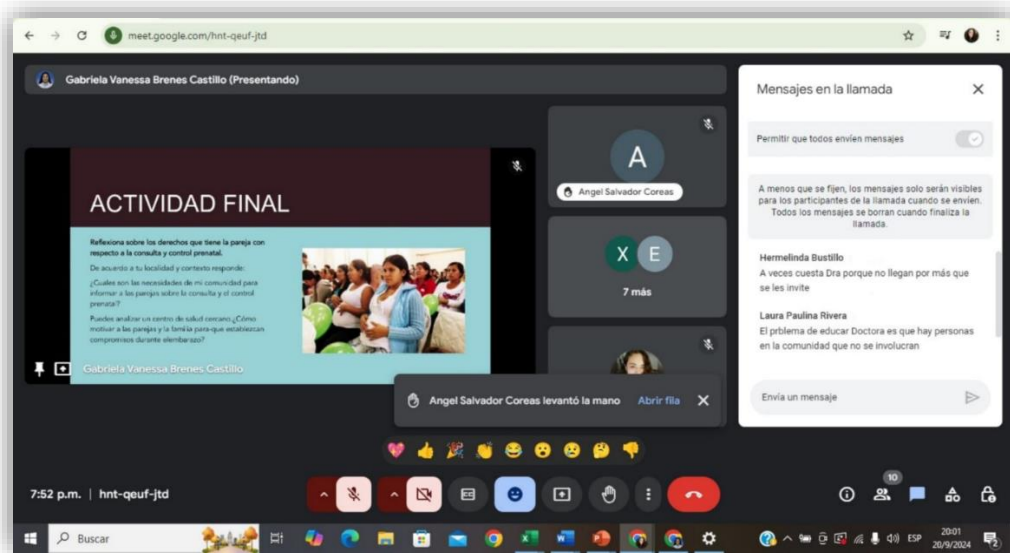 meet.google.com/hnt-qeuf-jtd
Gabriela Vanessa Brenes Castillo (Presentando)
ACTIVIDAD FINAL
Reflexiona sobre los derechos que tiene la pareja con
respecto a la consulta y control prenatal.
De acuerdo a tu localidad y contexto responde:
¿Cuales son las necesidades de mi comunidad para
informar a las parejas sobre la consulta y el control
prenatal?
Puedes analizar un centro de salud cercano ¿Cómo
motivar a las parejas y la familia para-que establezcan
compromisos durante elembarazo?
Gabriela Vanessa Brenes Castillo
A
Angel Salvador Coreas
X E
7 más
Angel Salvador Coreas levantó la mano Abrir fila
Mensajes en la llamada
Permitir que todos envíen mensajes
A menos que se fijen, los mensajes solo serán visibles
para los participantes de la llamada cuando se envíen.
Todos los mensajes se borran cuando finaliza la
llamada.
Hermelinda Bustillo
A veces cuesta Dra porque no llegan por más que
se les invite
Laura Paulina Rivera
El prblema de educar Doctora es que hay personas
en la comunidad que no se involucran
Envía un mensaje
7:52 p.m. | hnt-qeuf-jtd
10
Buscar
ESP
20:01
20/9/2024
2